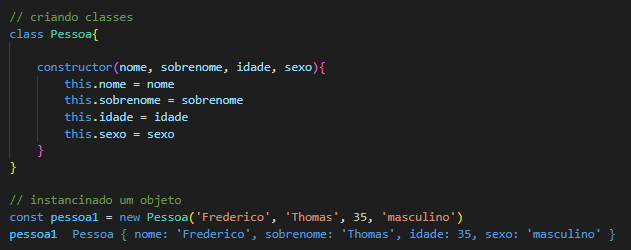 // criando classes
class Pessoa{
constructor(nome, sobrenome, idade, sexo){
this.nome = nome
this.sobrenome = sobrenome
this.idade = idade
this.sexo = sexo
}
}
// instancinado um objeto
const pessoa1 = new Pessoa('Frederico', 'Thomas', 35, 'masculino')
pessoa1  Pessoa { nome: 'Frederico', sobrenome: 'Thomas', idade: 35, sexo: 'masculino' }